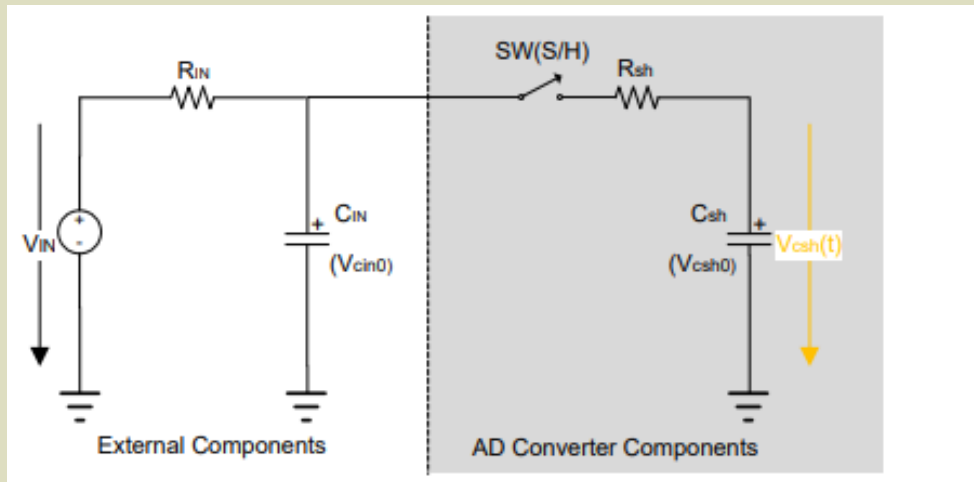 SW(S/H)
RIN
Rsh
+
-
VIN
+
CIN
(Vcin0)
Csh
+
(Vcsh0)
Vcsh(t)
External Components
AD Converter Components